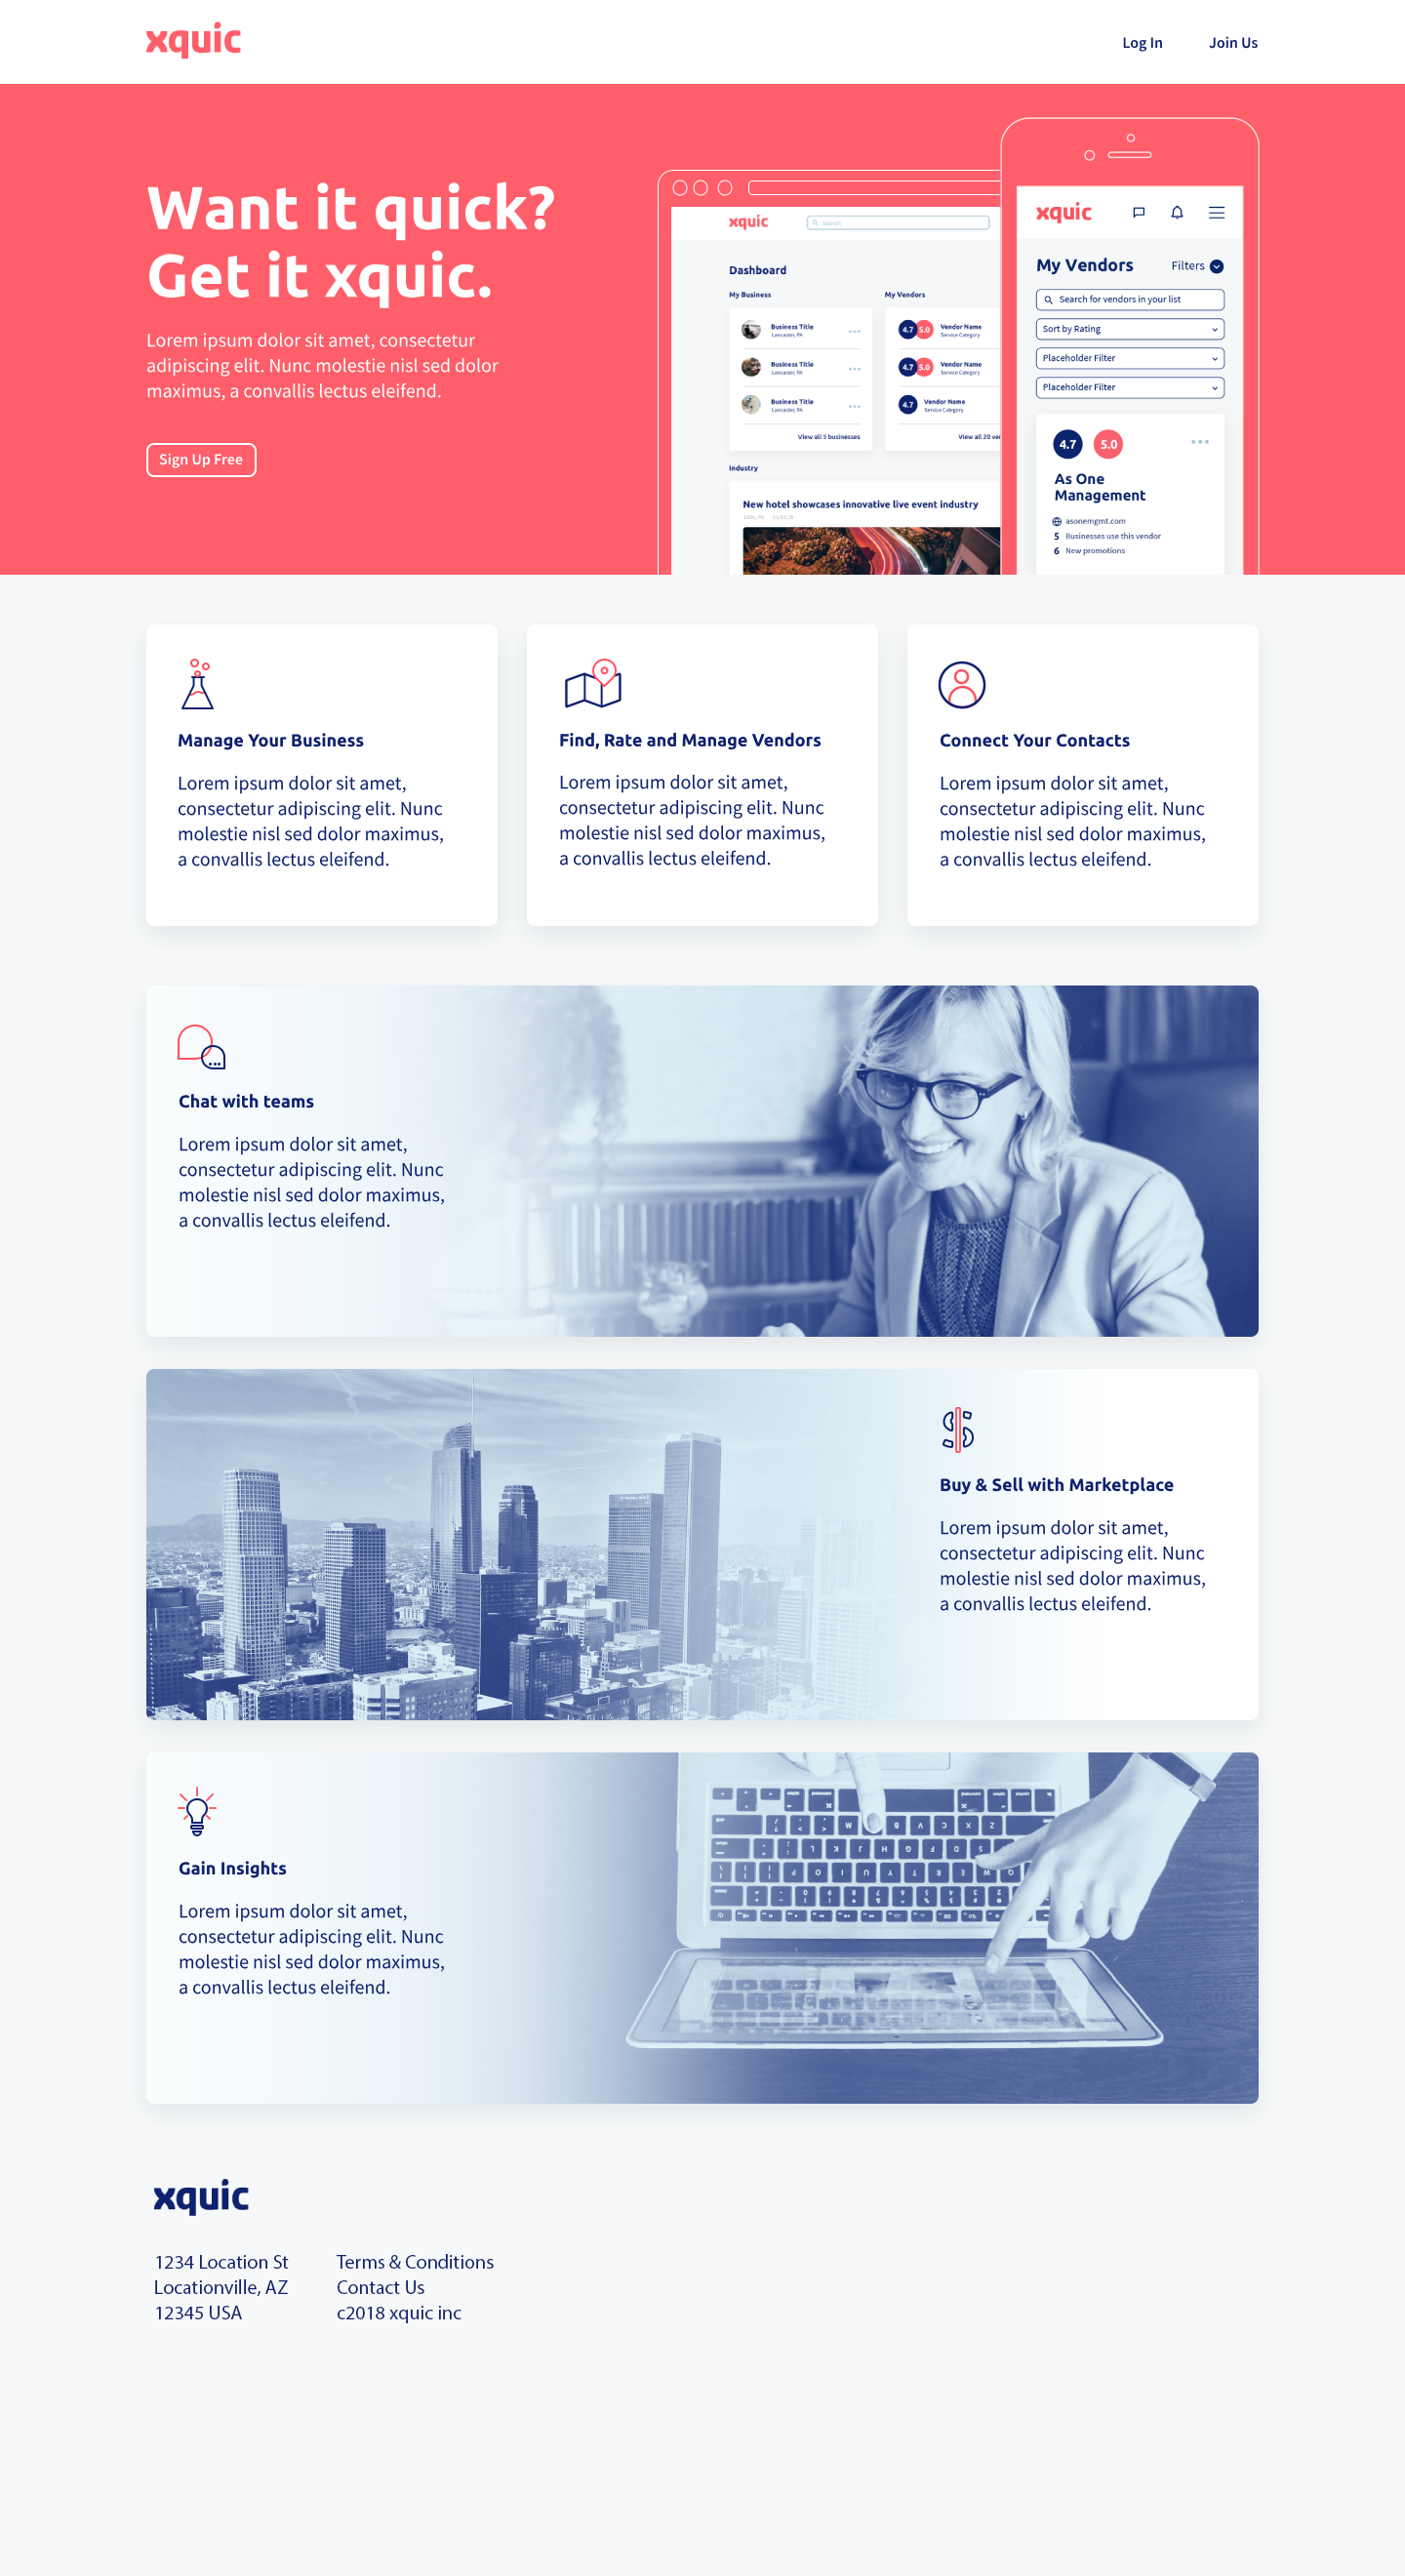 xquic
Log In
Join Us
Want it quick?
Get it xquic.
Lorem ipsum dolor sit amet, consectetur
adipiscing elit. Nunc molestie nisl sed dolor
maximus, a convallis lectus eleifend.
Sign Up Free
xquic
Search
Dashboard
My Business
Business Title
Lancaster, PA
Business Title
Lancaster, PA
Business Title
Lancaster, PA
View all 5 businesses
My Vendors
4.7 5.0 Vendor Name
Service Category
4.7 5.0 Vendor Name
Service Category
4.7 Vendor Name
Service Category
View all 20 ve
Industry
New hotel showcases innovative live event industry
xquic
My Vendors
Filters
Search for vendors in your list
Sort by Rating
Placeholder Filter
Placeholder Filter
4.7 5.0
As One
Management
asonemgmt.com
5 Businesses use this vendor
6 New promotions
Manage Your Business
Lorem ipsum dolor sit amet,
consectetur adipiscing elit. Nunc
molestie nisl sed dolor maximus,
a convallis lectus eleifend.
Find, Rate and Manage Vendors
Lorem ipsum dolor sit amet,
consectetur adipiscing elit. Nunc
molestie nisl sed dolor maximus,
a convallis lectus eleifend.
Connect Your Contacts
Lorem ipsum dolor sit amet,
consectetur adipiscing elit. Nunc
molestie nisl sed dolor maximus,
a convallis lectus eleifend.
Chat with teams
Lorem ipsum dolor sit amet,
consectetur adipiscing elit. Nunc
molestie nisl sed dolor maximus,
a convallis lectus eleifend.
Buy & Sell with Marketplace
Lorem ipsum dolor sit amet,
consectetur adipiscing elit. Nunc
molestie nisl sed dolor maximus,
a convallis lectus eleifend.
Gain Insights
Lorem ipsum dolor sit amet,
consectetur adipiscing elit. Nunc
molestie nisl sed dolor maximus,
a convallis lectus eleifend.
xquic
1234 Location St
Locationville, AZ
12345 USA
Terms & Conditions
Contact Us
c2018 xquic inc